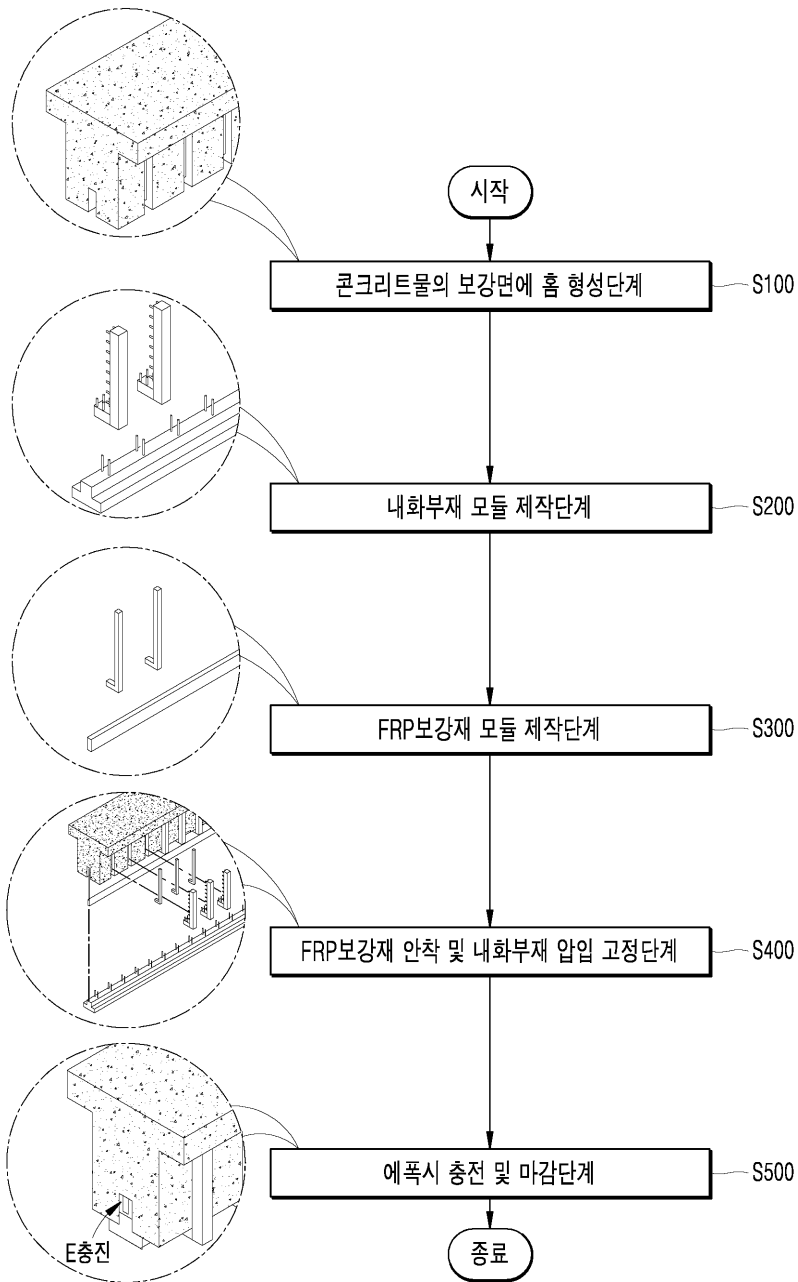 시작
콘크리트물의 보강면에 홈 형성단계
S100
내화부재 모듈 제작단계
S200
FRP보강재 모듈 제작단계
S300
FRP보강재 안착 및 내화부재 압입 고정단계
S400
에폭시 충전 및 마감단계
S500
E충진
종료